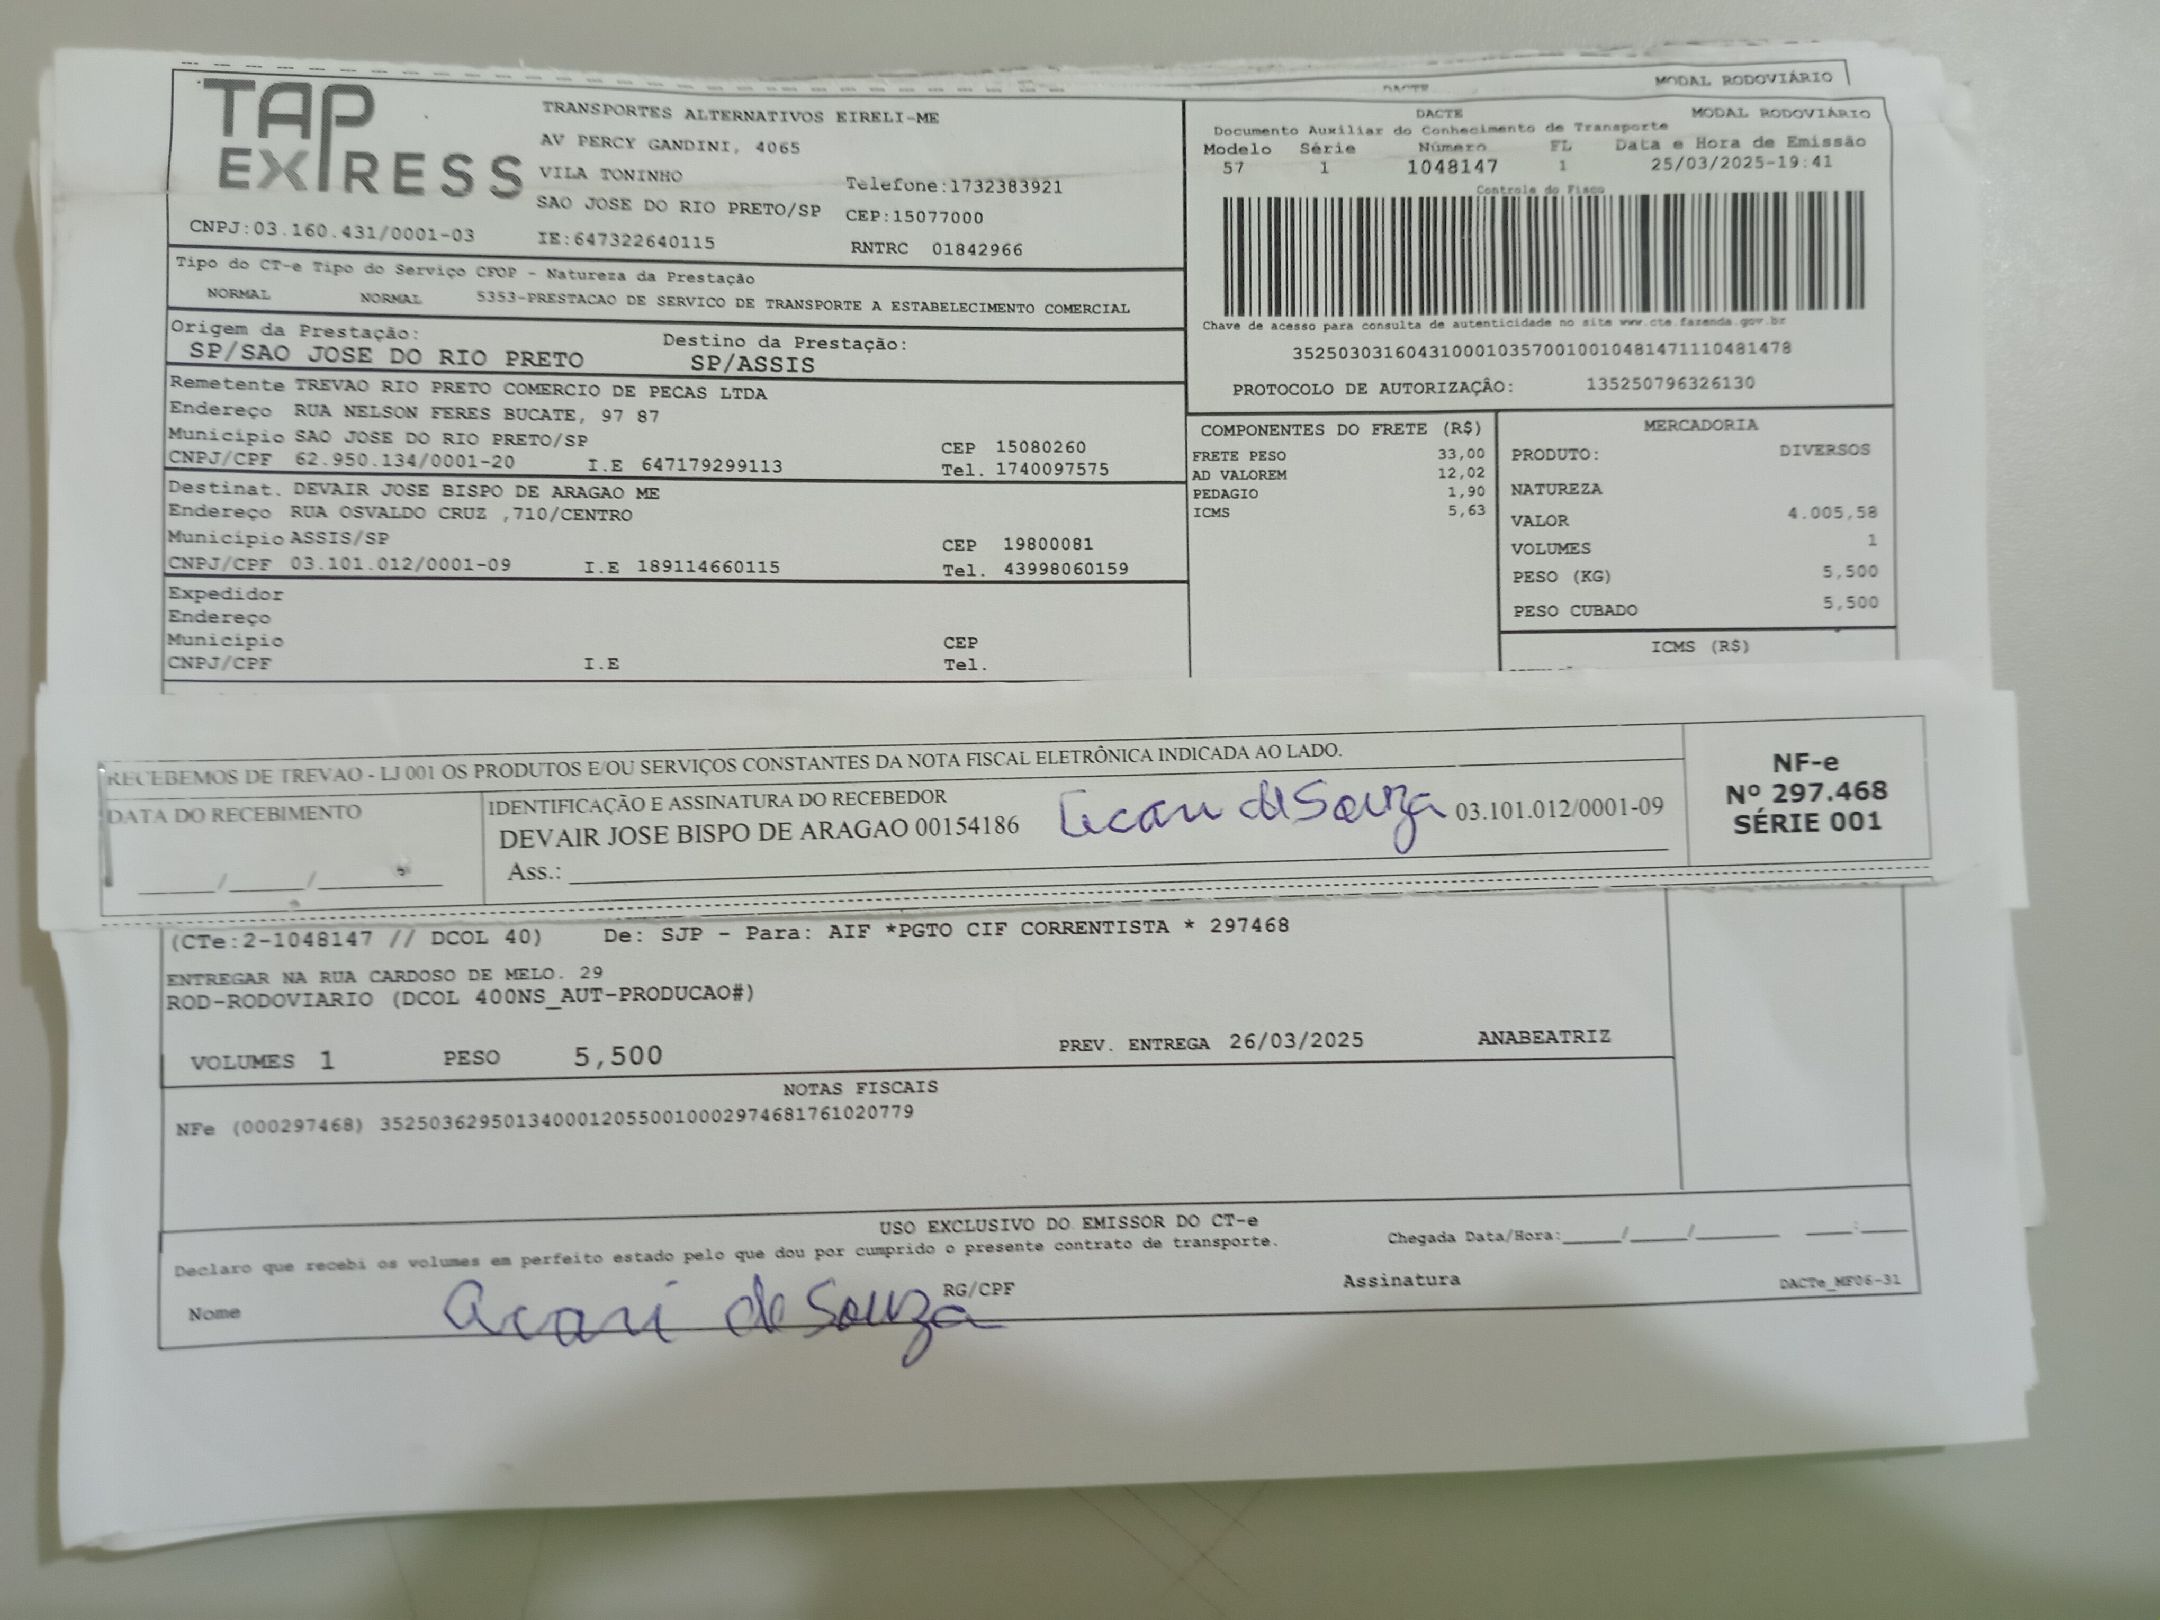 MODAL RODOVIÁRIO
TAP EXPRESS
TRANSPORTES ALTERNATIVOS EIRELI-ME
AV PERCY GANDINI, 4065
VILA TONINHO
Telefone:1732383921
SAO JOSE DO RIO PRETO/SP CEP:15077000
CNPJ:03.160.431/0001-03 IE:647322640115 RNTRC 01842966
DACTE MODAL RODOVIÁRIO
Documento Auxiliar do Conhecimento de Transporte
Modelo Série Número FL Data e Hora de Emissão
57 1 1048147 1 25/03/2025-19:41
Controle do Fisco
Chave de acesso para consulta de autenticidade no site www.cte.fazenda.gov.br
35250303160431000103570010010481471110481478
PROTOCOLO DE AUTORIZAÇÃO: 135250796326130
Tipo do CT-e Tipo do Serviço CFOP - Natureza da Prestação
NORMAL NORMAL 5353-PRESTACAO DE SERVICO DE TRANSPORTE A ESTABELECIMENTO COMERCIAL
Origem da Prestação: Destino da Prestação:
SP/SAO JOSE DO RIO PRETO SP/ASSIS
Remetente TREVAO RIO PRETO COMERCIO DE PECAS LTDA
Endereço RUA NELSON FERES BUCATE, 97 87
Município SAO JOSE DO RIO PRETO/SP CEP 15080260
CNPJ/CPF 62.950.134/0001-20 I.E 647179299113 Tel. 1740097575
Destinat. DEVAIR JOSE BISPO DE ARAGAO ME
Endereço RUA OSVALDO CRUZ ,710/CENTRO
Município ASSIS/SP CEP 19800081
CNPJ/CPF 03.101.012/0001-09 I.E 189114660115 Tel. 43998060159
Expedidor
Endereço
Município CEP
CNPJ/CPF I.E Tel.
COMPONENTES DO FRETE (R$)
FRETE PESO 33,00
AD VALOREM 12,02
PEDAGIO 1,90
ICMS 5,63
MERCADORIA
PRODUTO: DIVERSOS
NATUREZA
VALOR 4.005,58
VOLUMES 1
PESO (KG) 5,500
PESO CUBADO 5,500
ICMS (R$)
RECEBEMOS DE TREVAO - LJ 001 OS PRODUTOS E/OU SERVIÇOS CONSTANTES DA NOTA FISCAL ELETRÔNICA INDICADA AO LADO.
DATA DO RECEBIMENTO
___/___/___
IDENTIFICAÇÃO E ASSINATURA DO RECEBEDOR
DEVAIR JOSE BISPO DE ARAGAO 00154186 de Souza 03.101.012/0001-09
Ass.:
NF-e
Nº 297.468
SÉRIE 001
(CTe:2-1048147 // DCOL 40) De: SJP - Para: AIF *PGTO CIF CORRENTISTA * 297468
ENTREGAR NA RUA CARDOSO DE MELO. 29
ROD-RODOVIARIO (DCOL 400NS_AUT-PRODUCAO#)
VOLUMES 1 PESO 5,500 PREV. ENTREGA 26/03/2025 ANABEATRIZ
NOTAS FISCAIS
NFe (000297468) 35250362950134000120550010002974681761020779
USO EXCLUSIVO DO EMISSOR DO CT-e
Declaro que recebi os volumes em perfeito estado pelo que dou por cumprido o presente contrato de transporte. Chegada Data/Hora:___/___/___ ___:___
Nome acari de Souza RG/CPF Assinatura DACTe_MF06-31